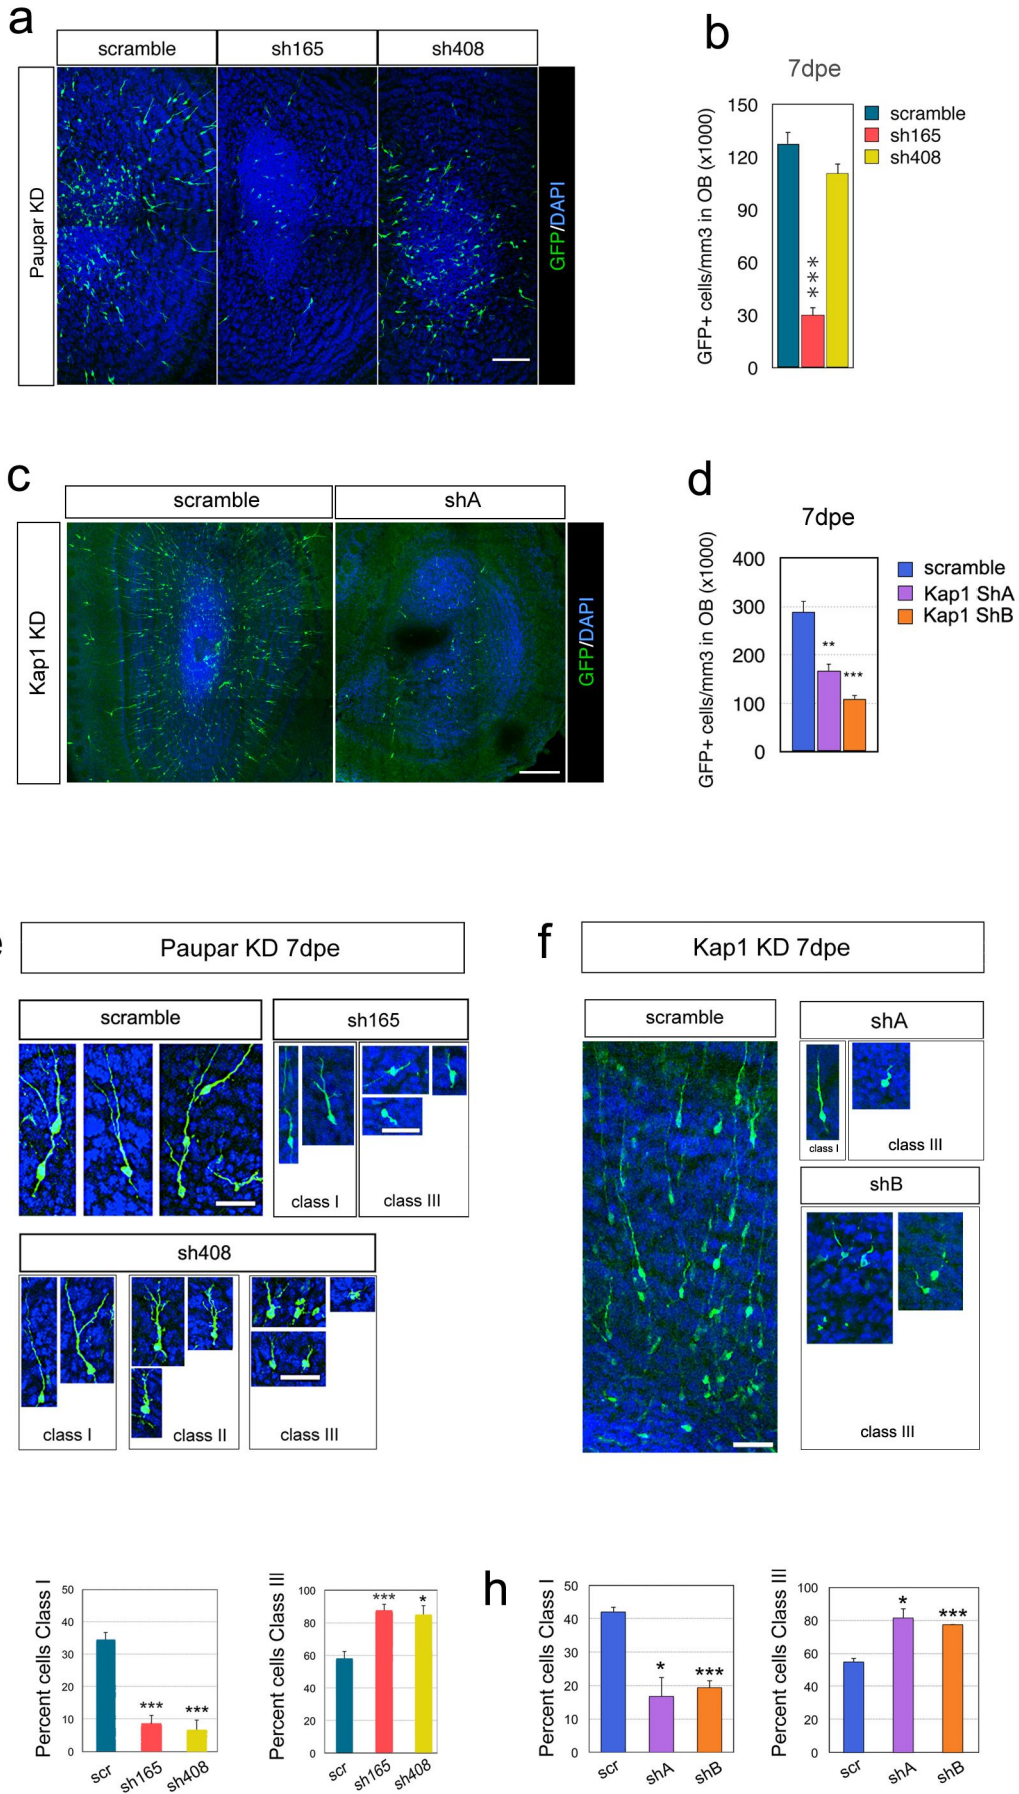 a
scramble
sh165
sh408
Paupar KD
GFP/DAPI
b
7dpe
GFP+ cells/mm3 in OB (x1000)
150
120
90
60
30
0
***
scramble
sh165
sh408
c
scramble
shA
Kap1 KD
GFP/DAPI
d
7dpe
GFP+ cells/mm3 in OB (x1000)
400
300
200
100
0
**
***
scramble
Kap1 ShA
Kap1 ShB
Paupar KD 7dpe
scramble
sh165
class I
class III
sh408
class I
class II
class III
f
Kap1 KD 7dpe
scramble
shA
class I
class III
shB
class III
Percent cells Class I
50
40
30
20
10
0
***
***
scr
sh165
sh408
Percent cells Class III
100
80
60
40
20
0
***
*
scr
sh165
sh408
h
Percent cells Class I
50
40
30
20
10
0
*
***
scr
shA
shB
Percent cells Class III
100
80
60
40
20
0
*
***
scr
shA
shB